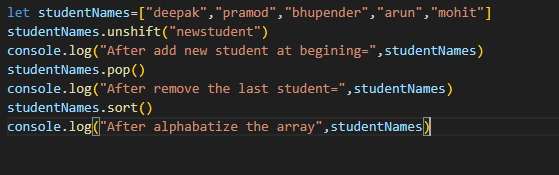 let studentNames=["deepak","pramod","bhupender","arun","mohit"]
studentNames.unshift("newstudent")
console.log("After add new student at begining=",studentNames)
studentNames.pop()
console.log("After remove the last student=",studentNames)
studentNames.sort()
console.log("After alphabatize the array",studentNames)